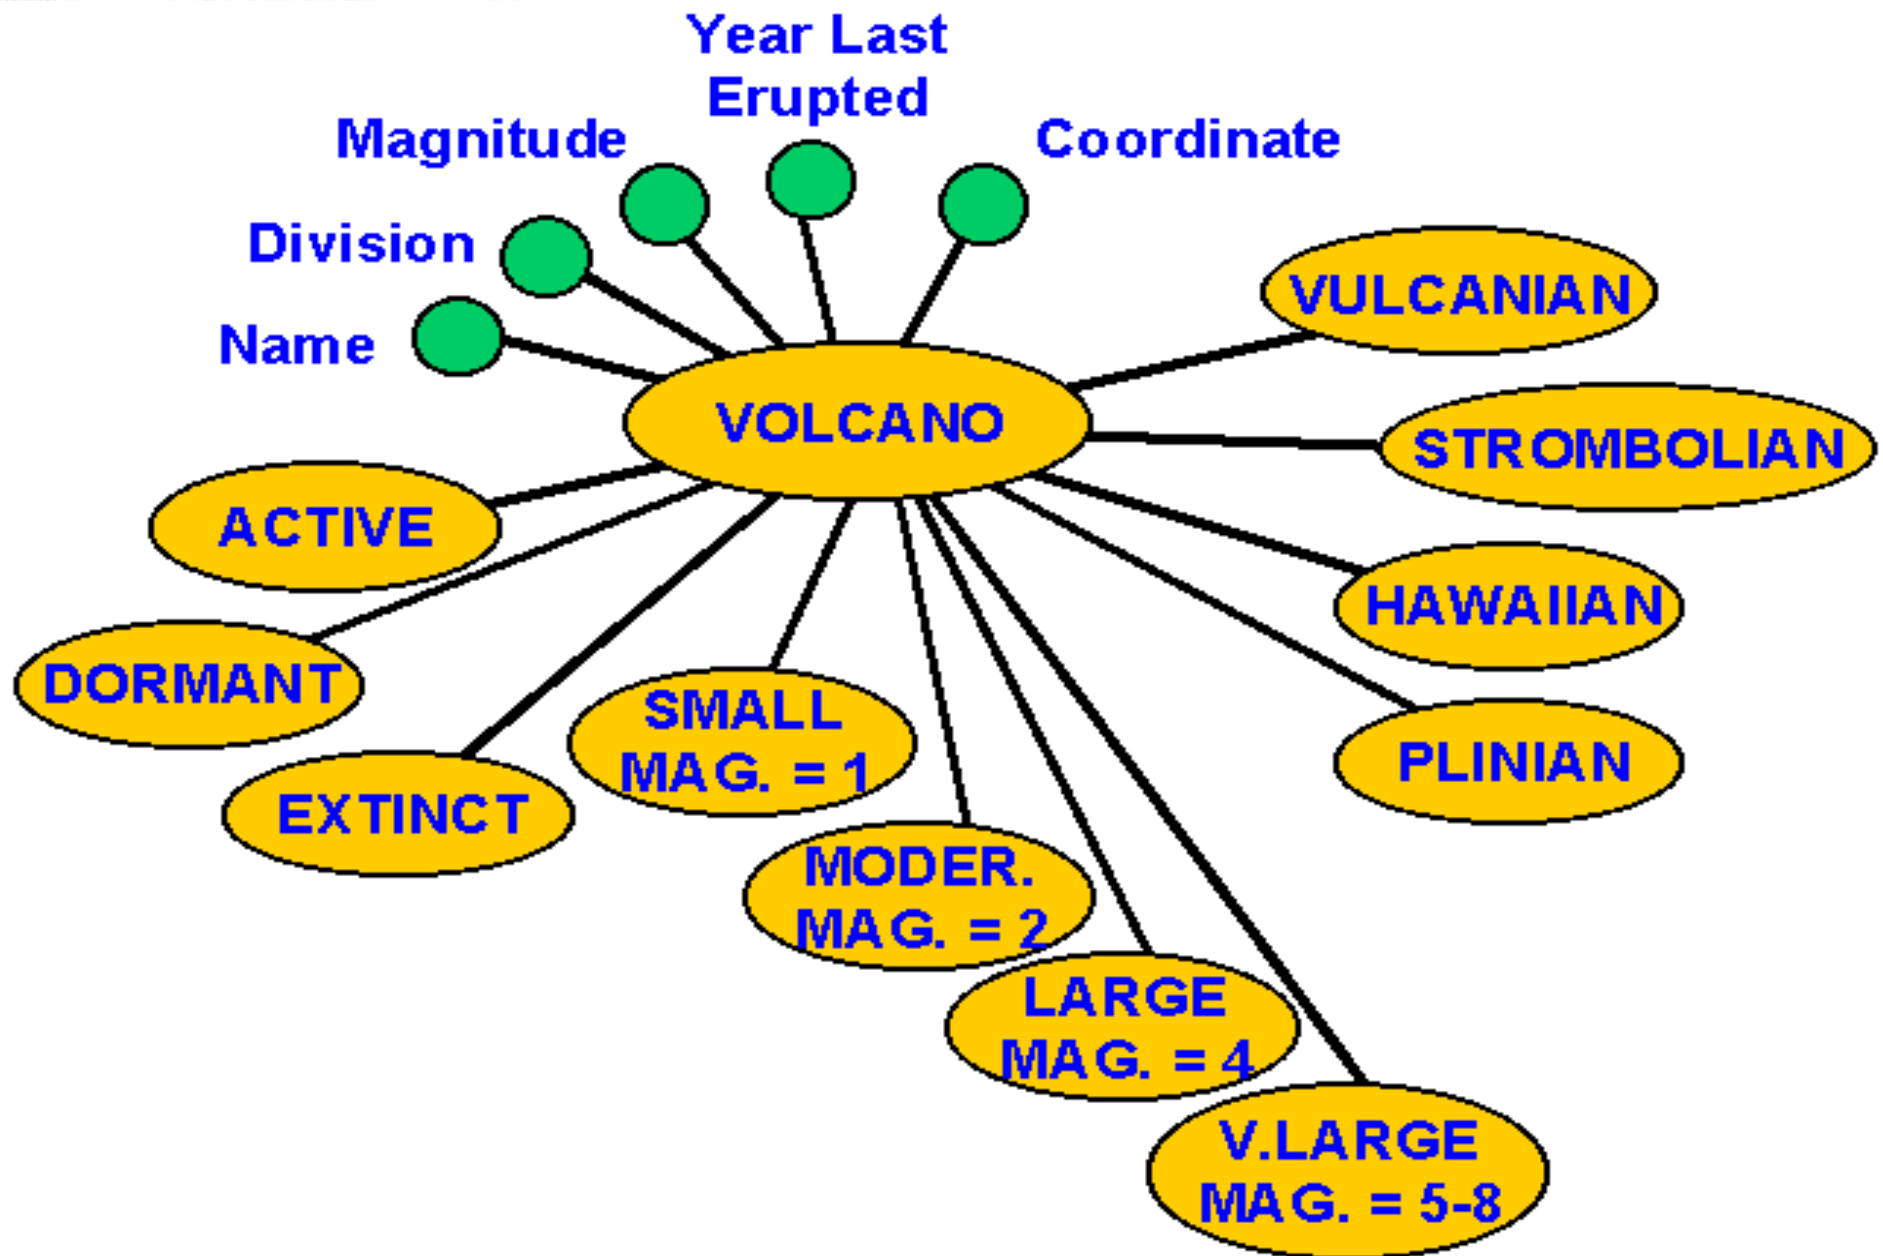 Year Last
Erupted
Magnitude
Coordinate
Division
Name
VULCANIAN
VOLCANO
STROMBOLIAN
ACTIVE
HAWAIIAN
DORMANT
SMALL
MAG. = 1
PLINIAN
EXTINCT
MODER.
MAG. = 2
LARGE
MAG. = 4
V.LARGE
MAG. = 5-8